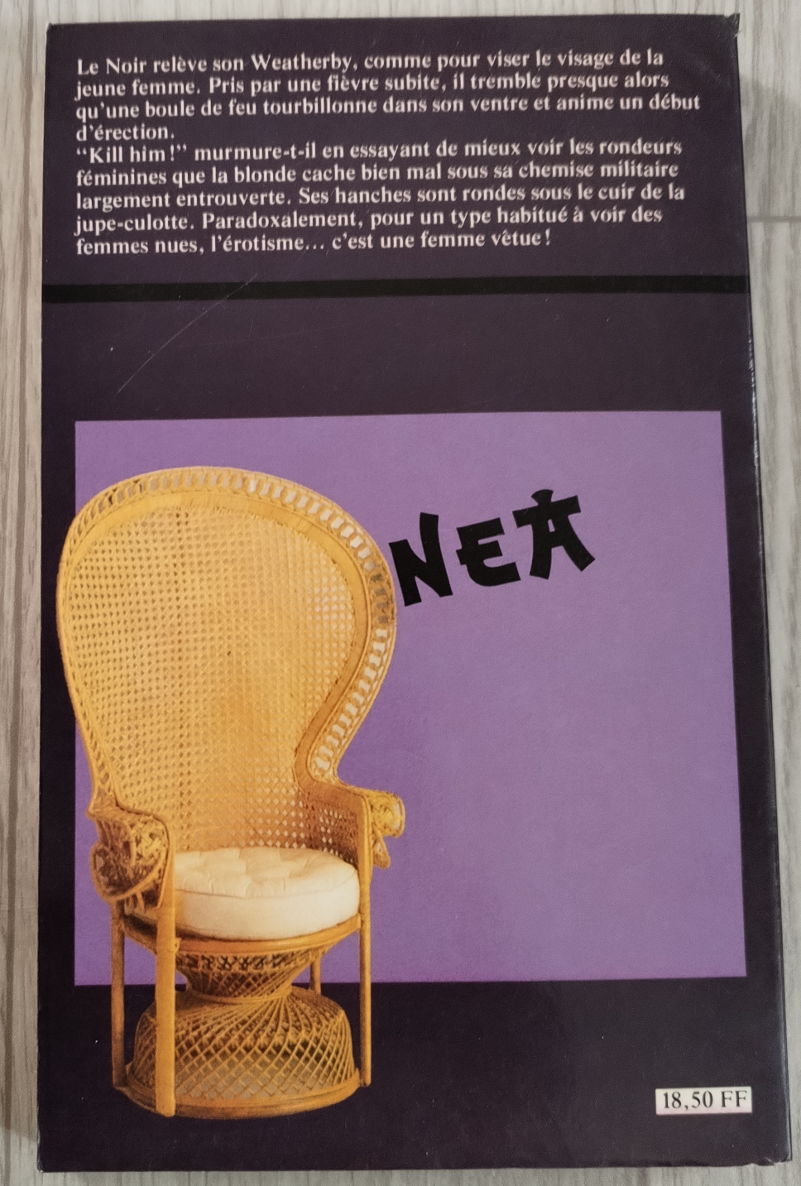 Le Noir relève son Weatherby, comme pour viser le visage de la
jeune femme. Pris par une fièvre subite, il tremble presque alors
qu'une boule de feu tourbillonne dans son ventre et anime un début
d'érection.
“Kill him!” murmure-t-il en essayant de mieux voir les rondeurs
féminines que la blonde cache bien mal sous sa chemise militaire
largement entrouverte. Ses hanches sont rondes sous le cuir de la
jupe-culotte. Paradoxalement, pour un type habitué à voir des
femmes nues, l'érotisme... c'est une femme vêtue!
NEA
18,50 FF